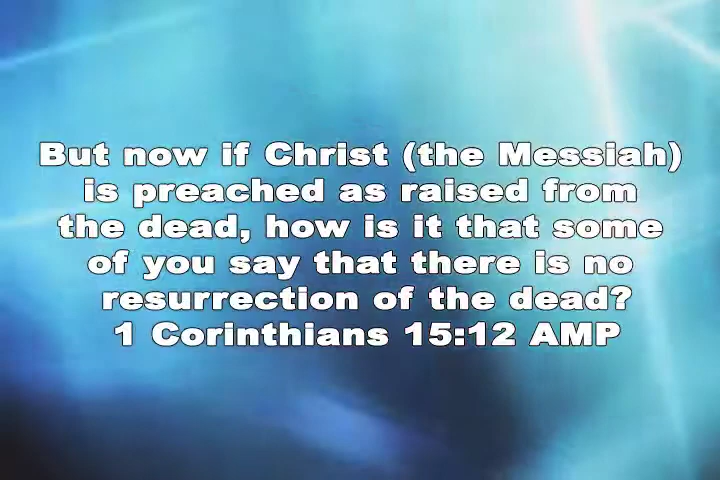 But now if Christ (the Messiah)
is preached as raised from
the dead, how is it that some
of you say that there is no
resurrection of the dead?
1 Corinthians 15:12 AMP